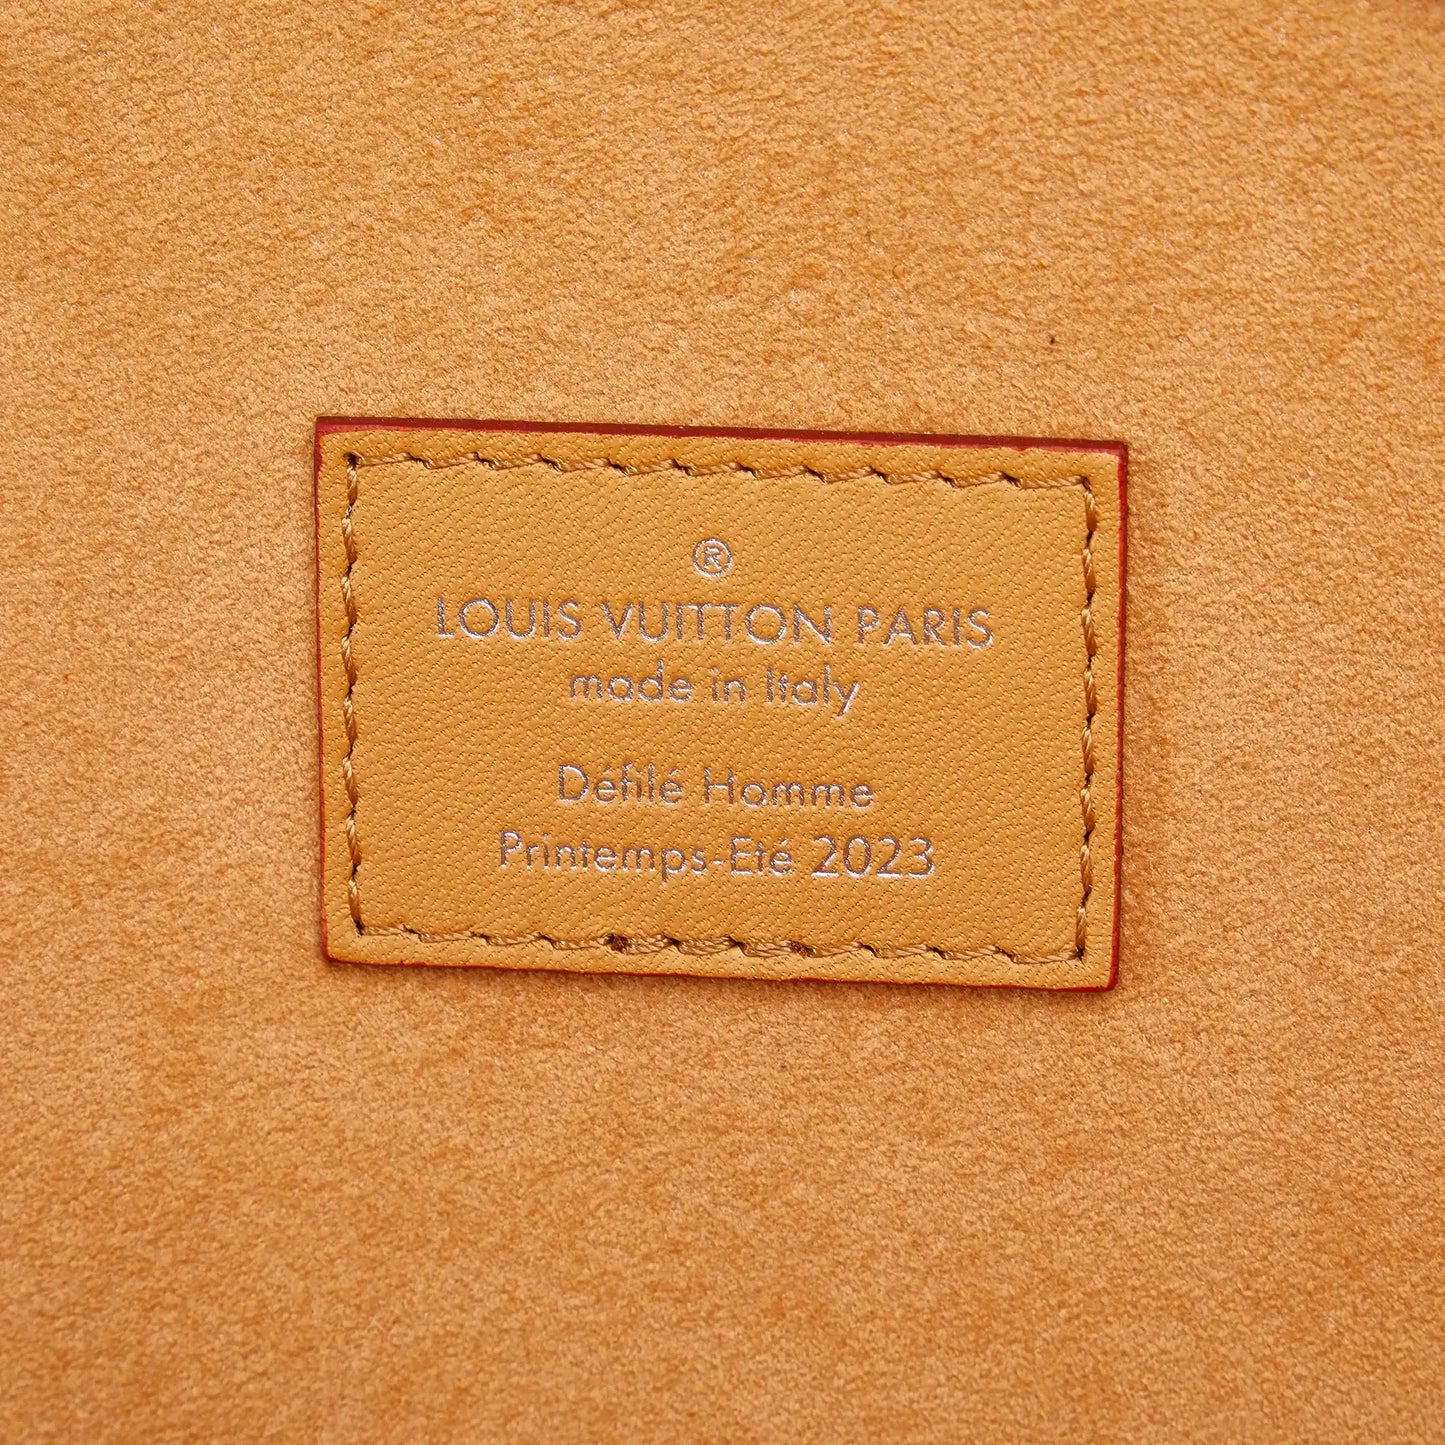 ®
LOUIS VUITTON PARIS
made in Italy
Défilé Homme
Printemps-Eté 2023